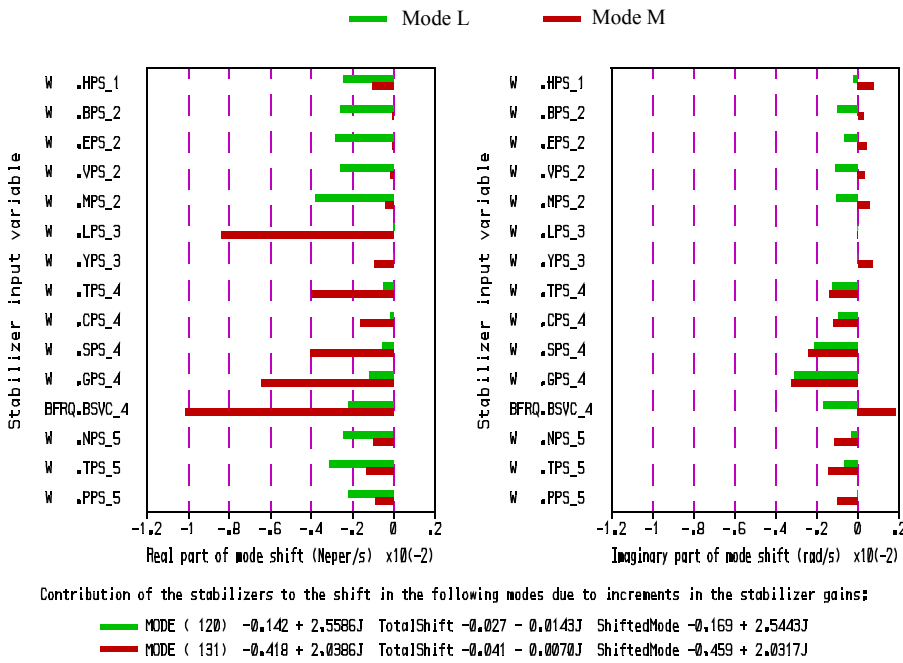 Mode L Mode M
Stabilizer input variable
W .HPS_1
W .BPS_2
W .EPS_2
W .VPS_2
W .MPS_2
W .LPS_3
W .YPS_3
W .TPS_4
W .CPS_4
W .SPS_4
W .GPS_4
BFRQ.BSVC_4
W .NPS_5
W .TPS_5
W .PPS_5
-1.2 -1 -.8 -.6 -.4 -.2 0 .2
Real part of mode shift (Neper/s) x10(-2)
Stabilizer input variable
W .HPS_1
W .BPS_2
W .EPS_2
W .VPS_2
W .MPS_2
W .LPS_3
W .YPS_3
W .TPS_4
W .CPS_4
W .SPS_4
W .GPS_4
BFRQ.BSVC_4
W .NPS_5
W .TPS_5
W .PPS_5
-1.2 -1 -.8 -.6 -.4 -.2 0 .2
Imaginary part of mode shift (rad/s) x10(-2)
Contribution of the stabilizers to the shift in the following modes due to increments in the stabilizer gains:
MODE ( 120) -0.142 + 2.5586J TotalShift -0.027 - 0.0143J ShiftedMode -0.169 + 2.5443J
MODE ( 131) -0.418 + 2.0386J TotalShift -0.041 - 0.0070J ShiftedMode -0.459 + 2.0317J